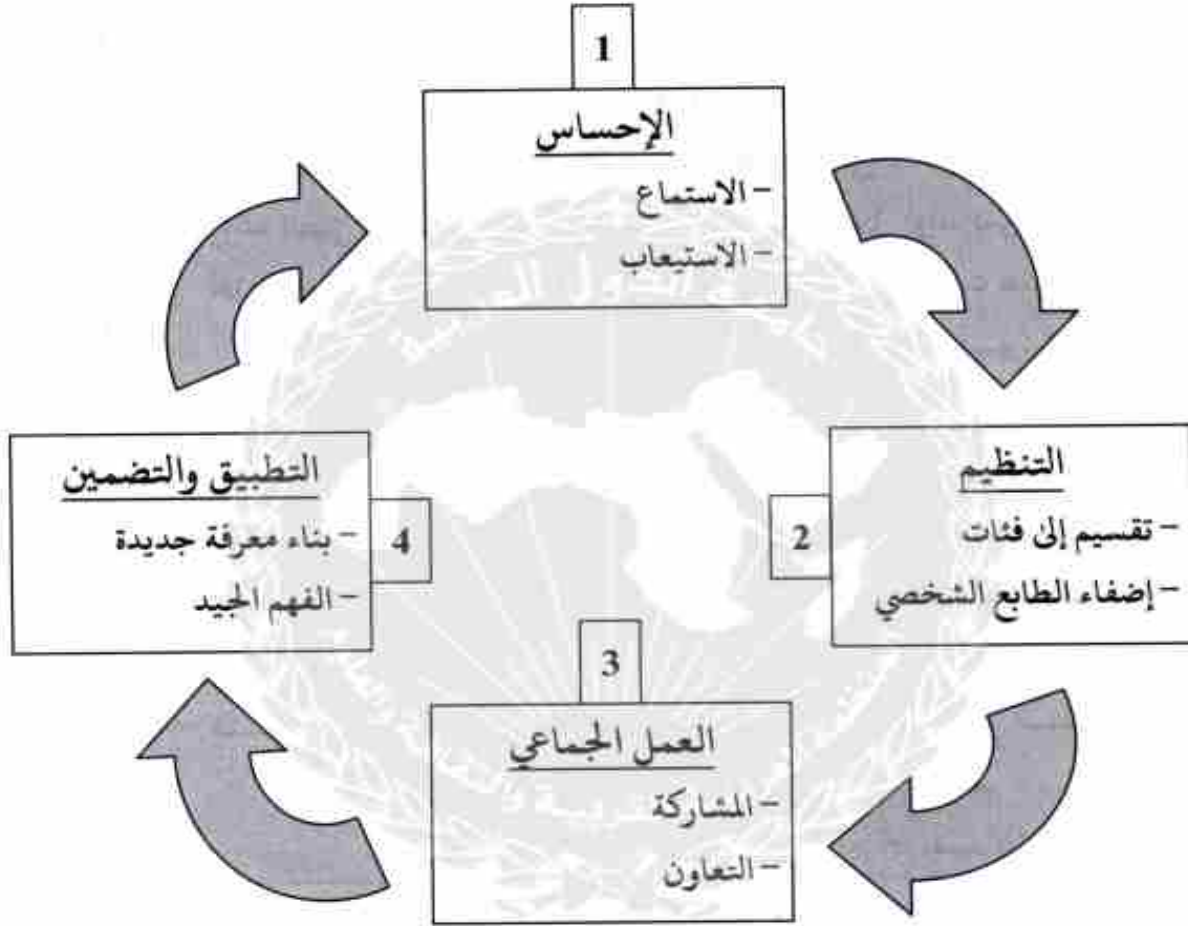 1
الإحساس
- الاستماع
- الاستيعاب
2
التنظيم
- تقسيم إلى فئات
- إضفاء الطابع الشخصي
3
العمل الجماعي
- المشاركة
- التعاون
4
التطبيق والتضمين
- بناء معرفة جديدة
- الفهم الجيد